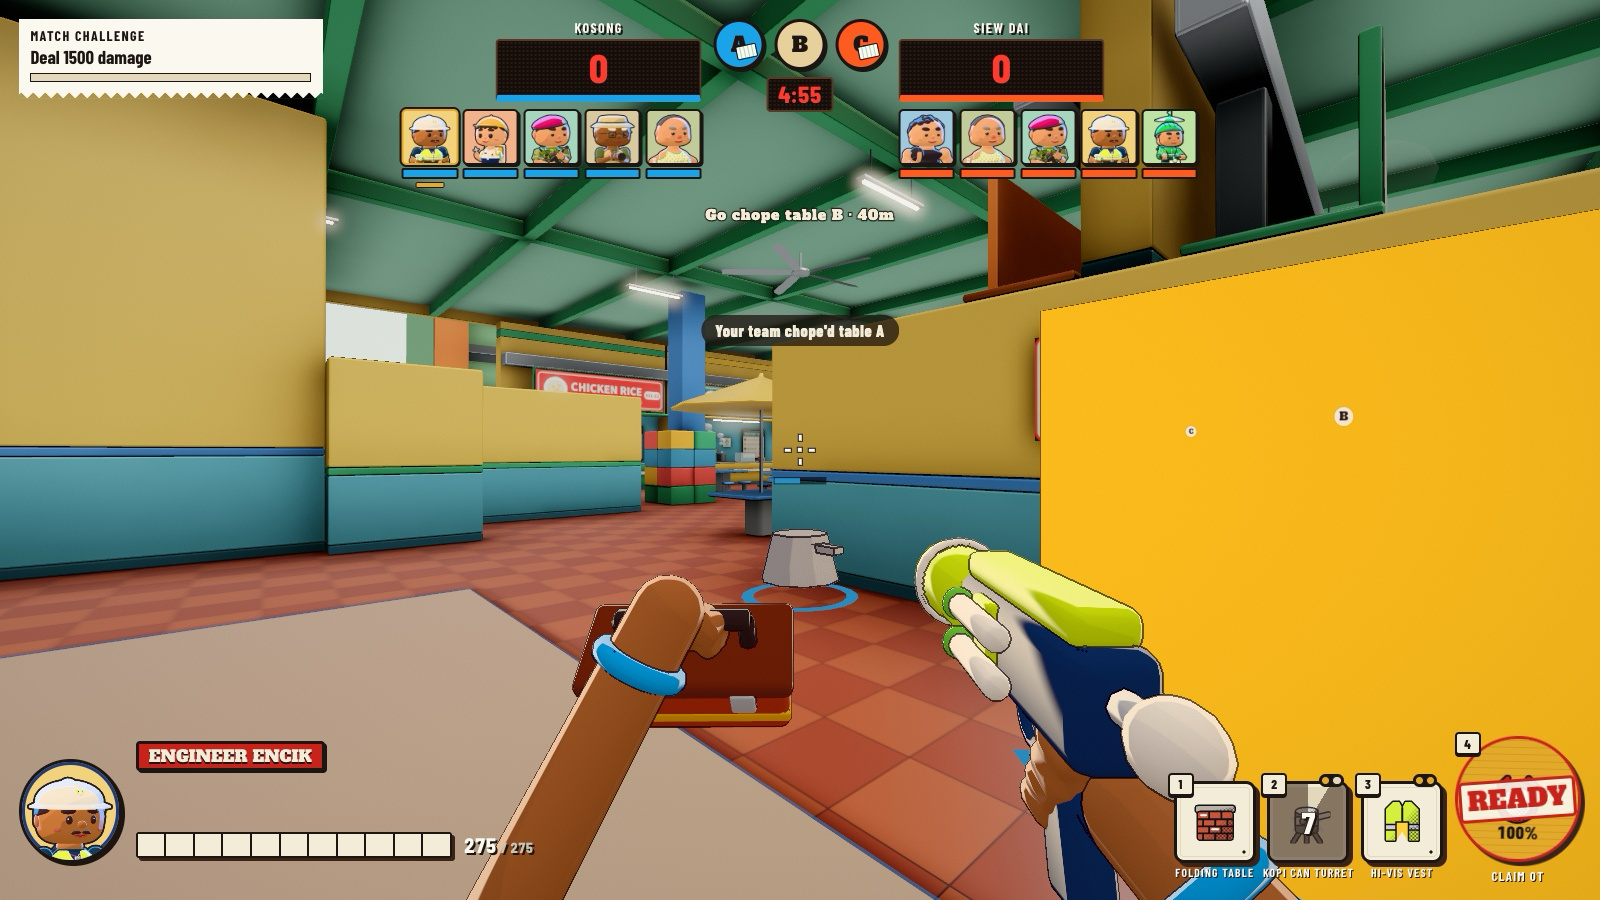 MATCH CHALLENGE
Deal 1500 damage
KOSONG
0
A
B
C
4:55
SIEW DAI
0
Go chope table B · 40m
Your team chope'd table A
CHICKEN RICE
C
B
ENGINEER ENCIK
275 / 275
1
2
3
4
7
READY
100%
FOLDING TABLE
KOPI CAN TURRET
HI-VIS VEST
CLAIM OT